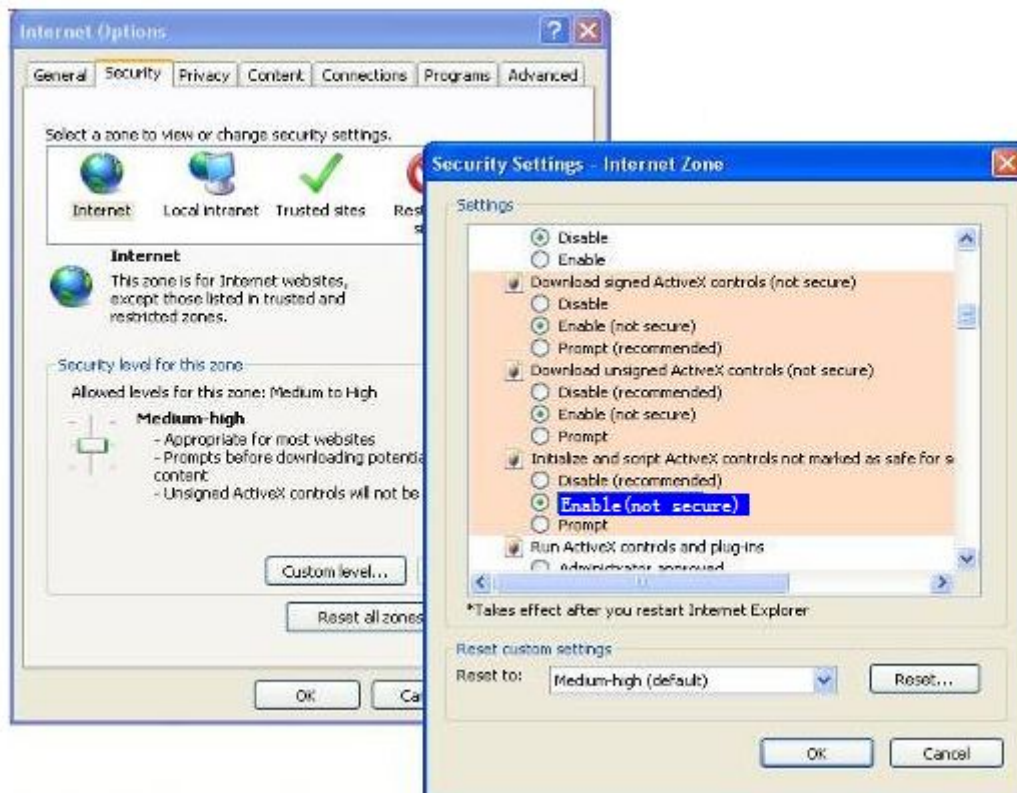 Internet Options
General Security Privacy Content Connections Programs Advanced
Select a zone to view or change security settings.
Internet Local intranet Trusted sites
Internet
This zone is for Internet websites,
except those listed in trusted and
restricted zones.
Security level for this zone
Allowed levels for this zone: Medium to High
Medium-high
- Appropriate for most websites
- Prompts before downloading
content
- Unsigned ActiveX controls will not be
Custom level...
Reset all zones
OK
Security Settings - Internet Zone
Settings
Disable
Enable
Download signed ActiveX controls (not secure)
Disable
Enable (not secure)
Prompt (recommended)
Download unsigned ActiveX controls (not secure)
Disable (recommended)
Enable (not secure)
Prompt
Initialize and script ActiveX controls not marked as safe for s
Disable (recommended)
Enable(not secure)
Prompt
Run ActiveX controls and plug-ins
Administrator approved
*Takes effect after you restart Internet Explorer
Reset custom settings
Reset to: Medium-high (default) Reset...
OK Cancel